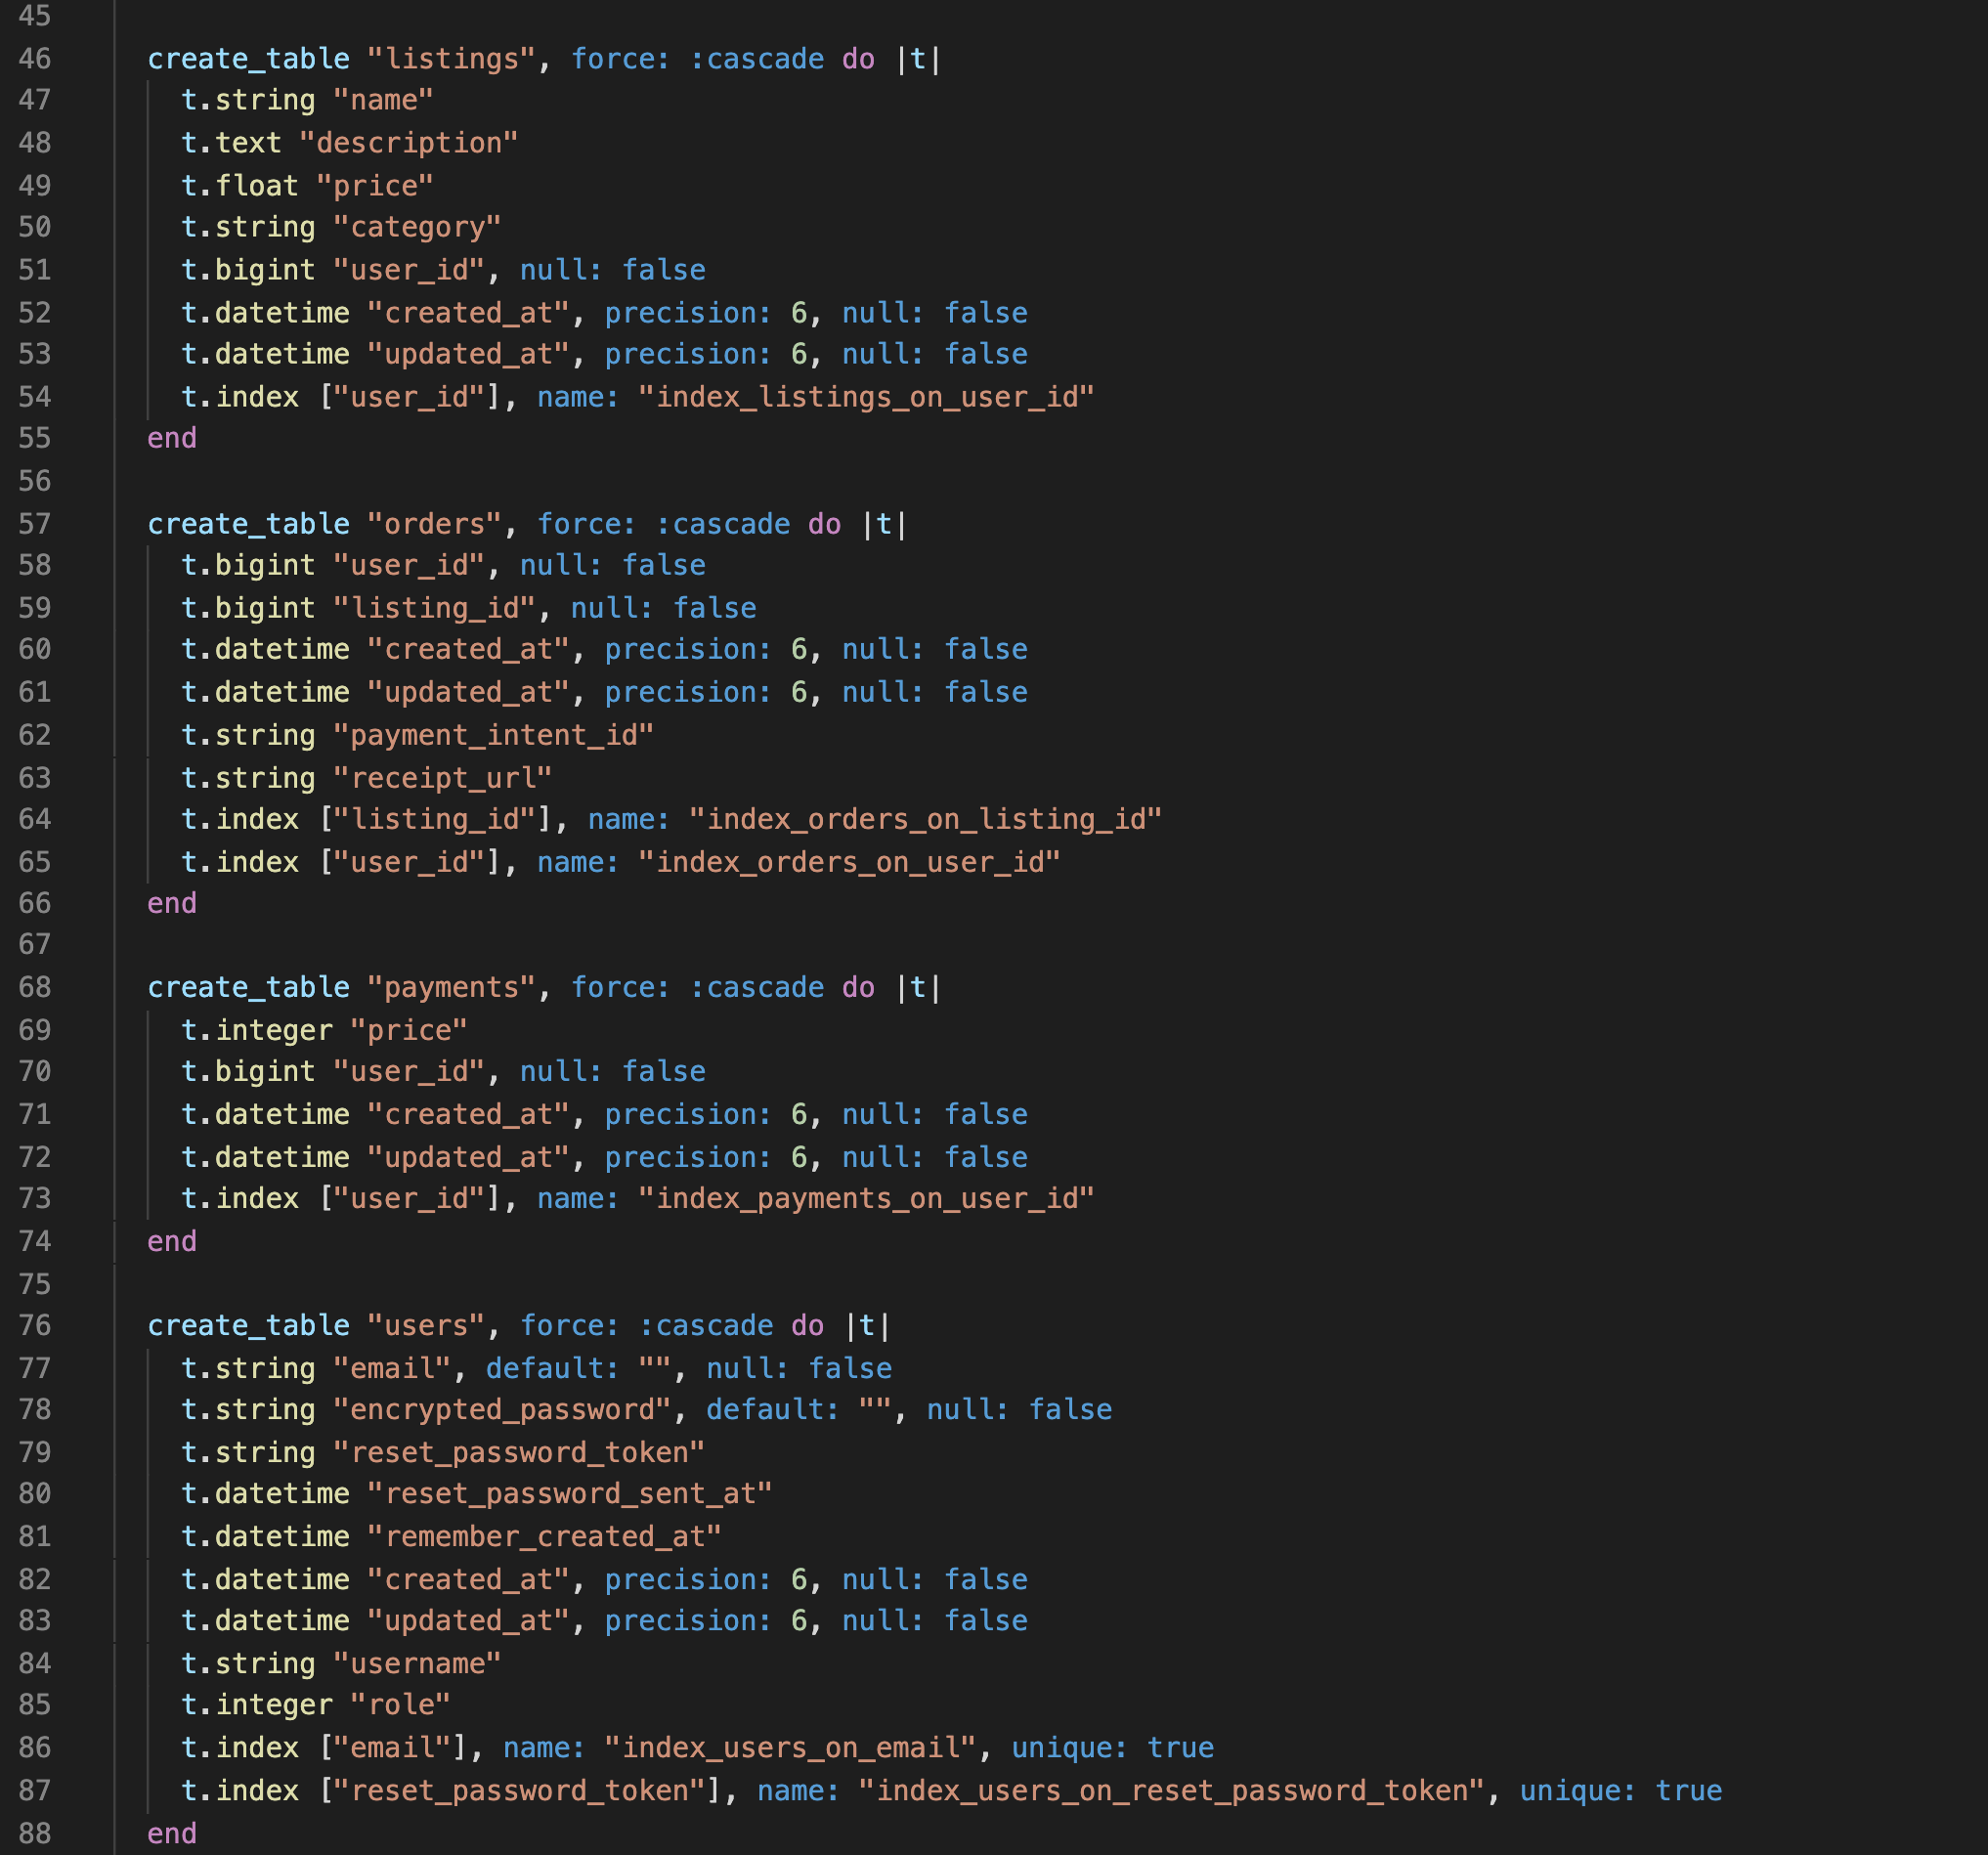 45
46 create_table "listings", force: :cascade do |t|
47 t.string "name"
48 t.text "description"
49 t.float "price"
50 t.string "category"
51 t.bigint "user_id", null: false
52 t.datetime "created_at", precision: 6, null: false
53 t.datetime "updated_at", precision: 6, null: false
54 t.index ["user_id"], name: "index_listings_on_user_id"
55 end
56
57 create_table "orders", force: :cascade do |t|
58 t.bigint "user_id", null: false
59 t.bigint "listing_id", null: false
60 t.datetime "created_at", precision: 6, null: false
61 t.datetime "updated_at", precision: 6, null: false
62 t.string "payment_intent_id"
63 t.string "receipt_url"
64 t.index ["listing_id"], name: "index_orders_on_listing_id"
65 t.index ["user_id"], name: "index_orders_on_user_id"
66 end
67
68 create_table "payments", force: :cascade do |t|
69 t.integer "price"
70 t.bigint "user_id", null: false
71 t.datetime "created_at", precision: 6, null: false
72 t.datetime "updated_at", precision: 6, null: false
73 t.index ["user_id"], name: "index_payments_on_user_id"
74 end
75
76 create_table "users", force: :cascade do |t|
77 t.string "email", default: "", null: false
78 t.string "encrypted_password", default: "", null: false
79 t.string "reset_password_token"
80 t.datetime "reset_password_sent_at"
81 t.datetime "remember_created_at"
82 t.datetime "created_at", precision: 6, null: false
83 t.datetime "updated_at", precision: 6, null: false
84 t.string "username"
85 t.integer "role"
86 t.index ["email"], name: "index_users_on_email", unique: true
87 t.index ["reset_password_token"], name: "index_users_on_reset_password_token", unique: true
88 end